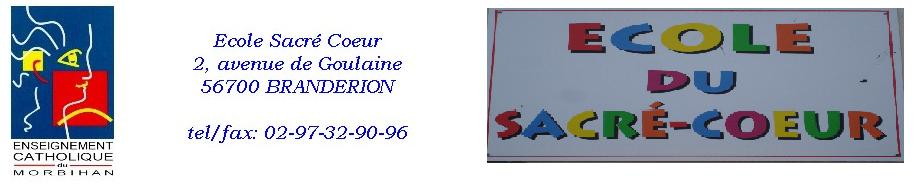 ENSEIGNEMENT
CATHOLIQUE
du
MORBIHAN
Ecole Sacré Coeur
2, avenue de Goulaine
56700 BRANDERION
tel/fax: 02-97-32-90-96
ECOLE
DU
SACRÉ-COEUR